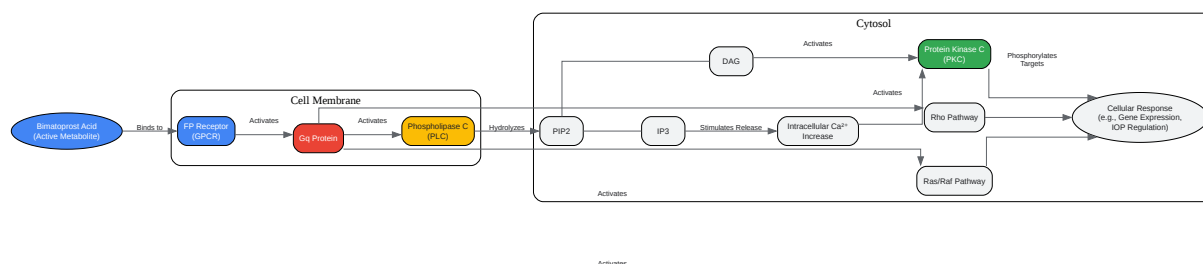 Cytosol
Cell Membrane
Bimatoprost Acid
(Active Metabolite)
Binds to
FP Receptor
(GPCR)
Activates
Gq Protein
Activates
Phospholipase C
(PLC)
Hydrolyzes
PIP2
DAG
Activates
Protein Kinase C
(PKC)
Phosphorylates
Targets
IP3
Stimulates Release
Intracellular Ca²⁺
Increase
Activates
Rho Pathway
Ras/Raf Pathway
Cellular Response
(e.g., Gene Expression,
IOP Regulation)
Activates
Activates